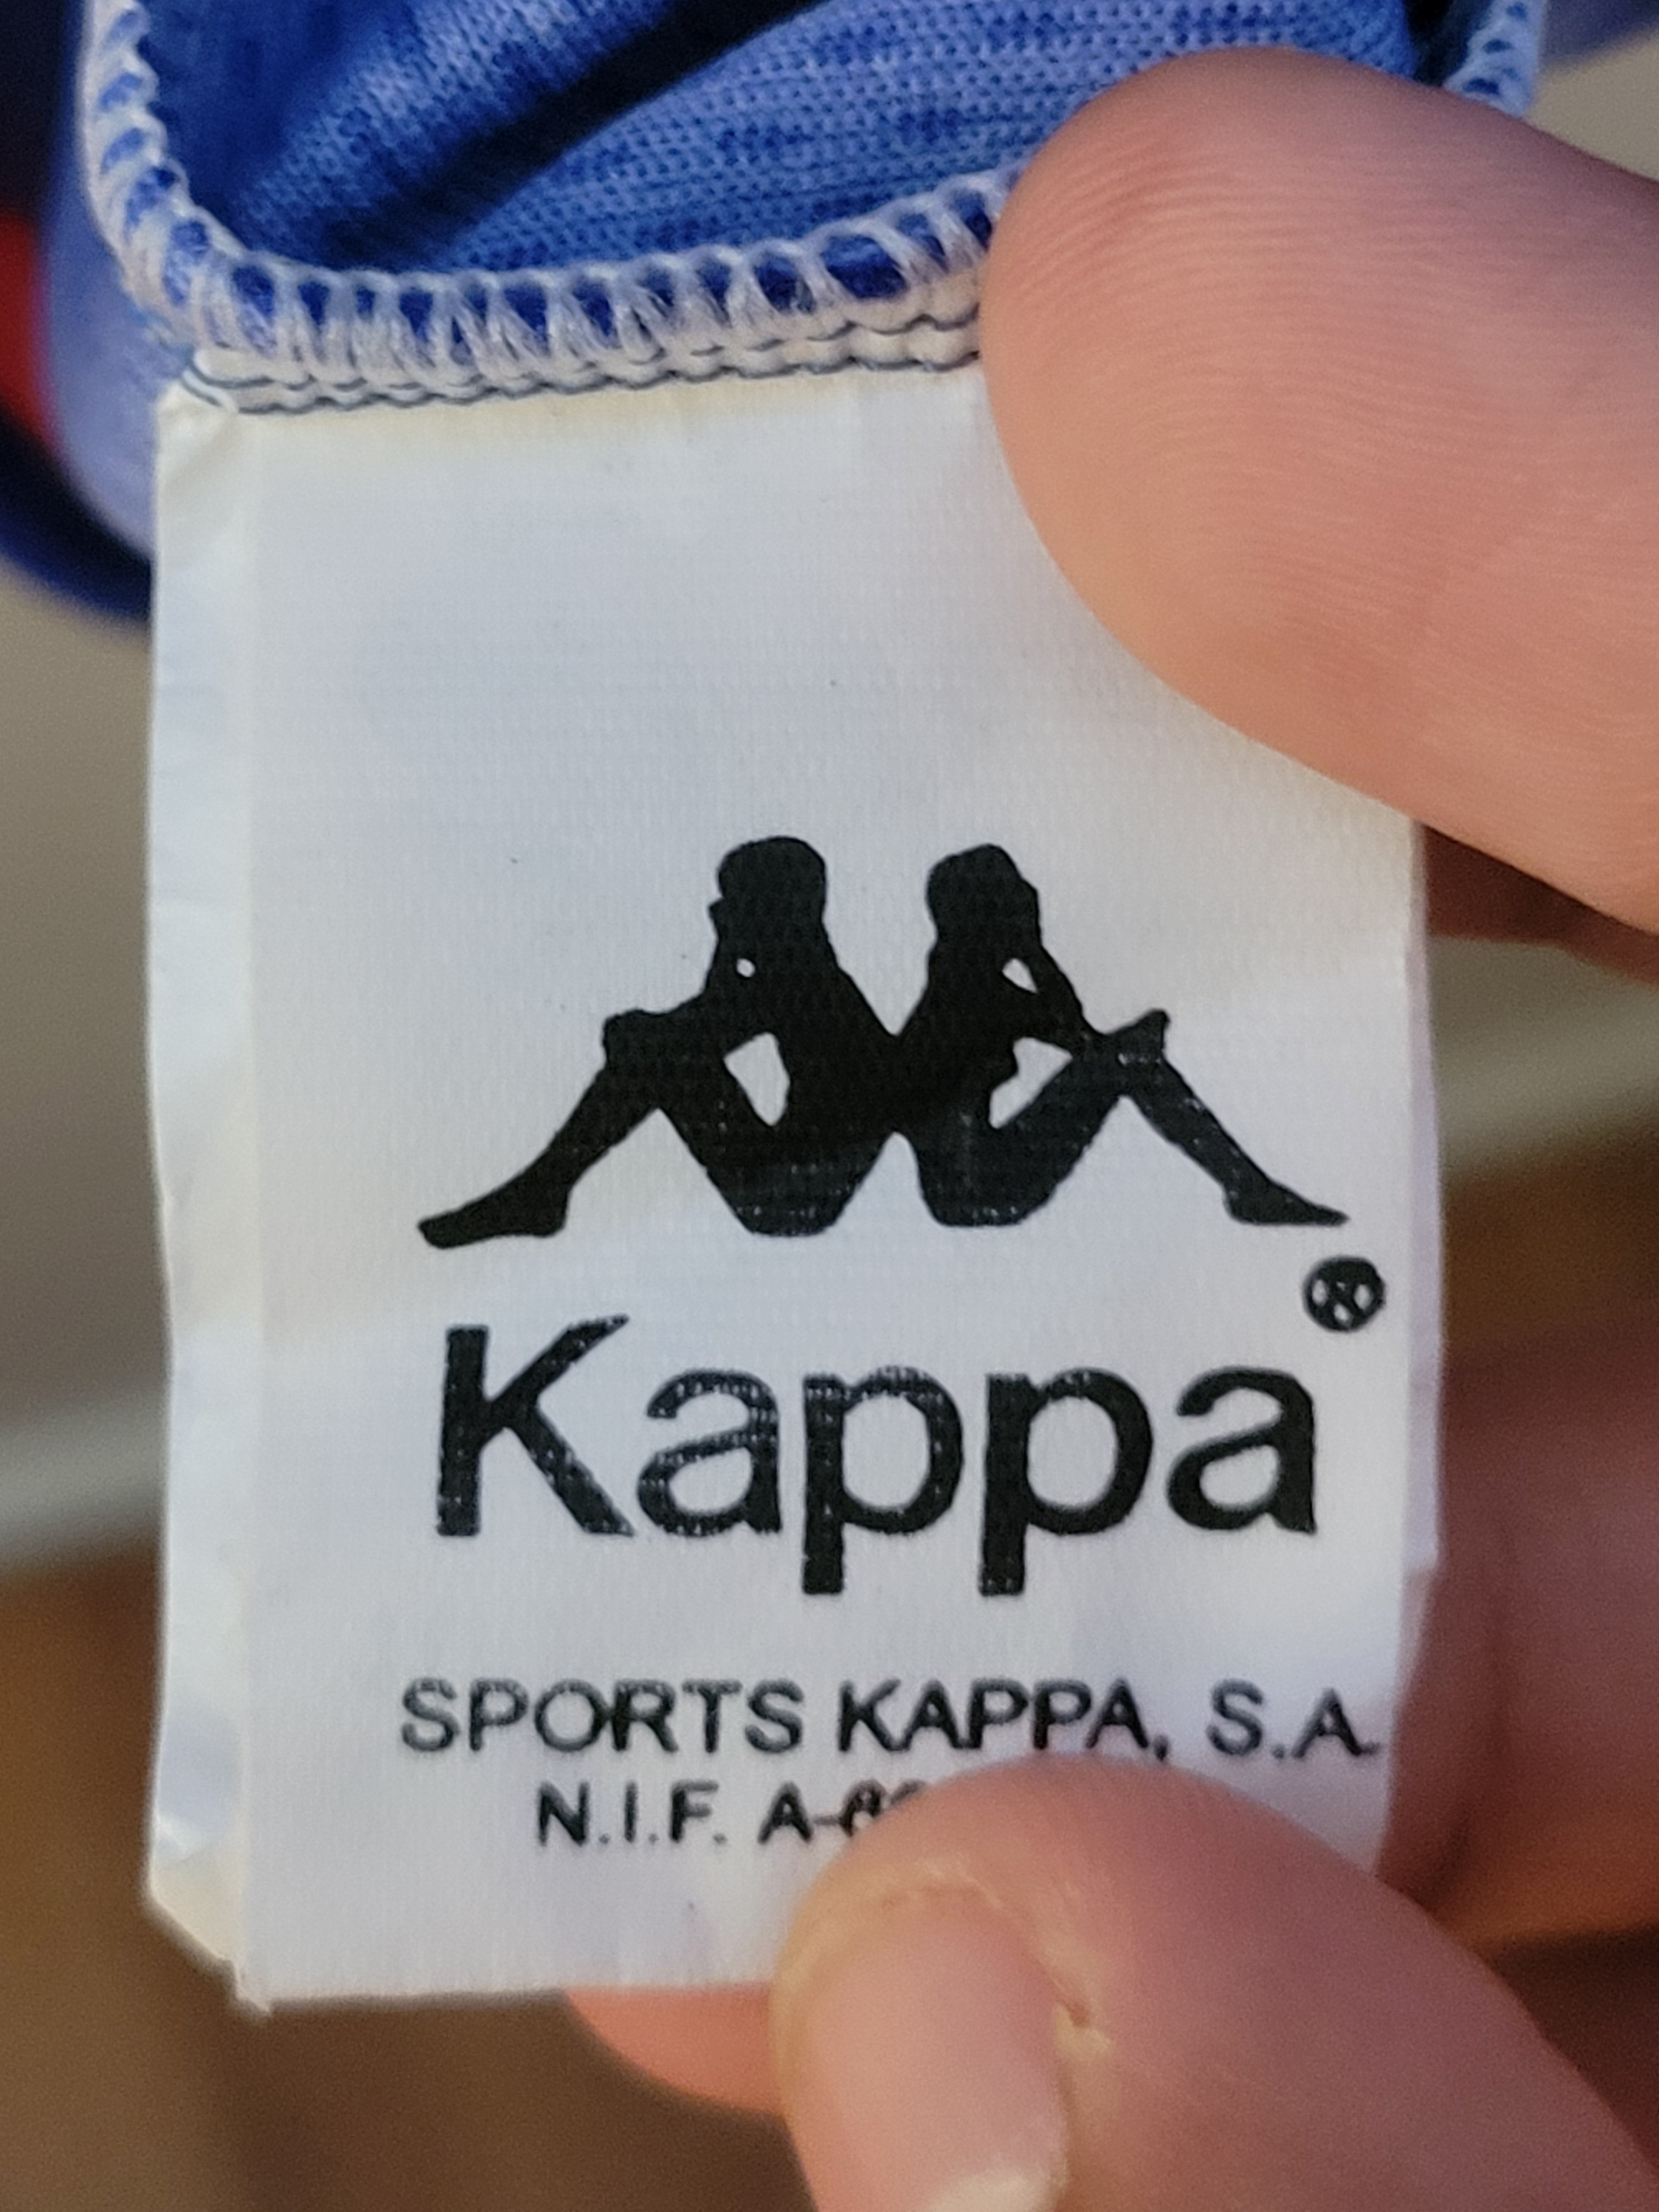 Kappa®
SPORTS KAPPA, S.A.
N.I.F.